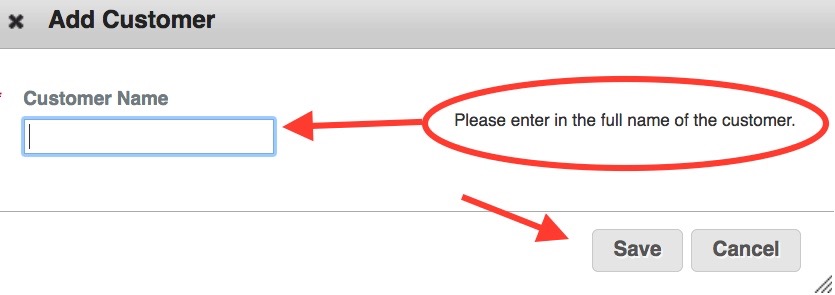 Add Customer
* Customer Name
Please enter in the full name of the customer.
Save Cancel